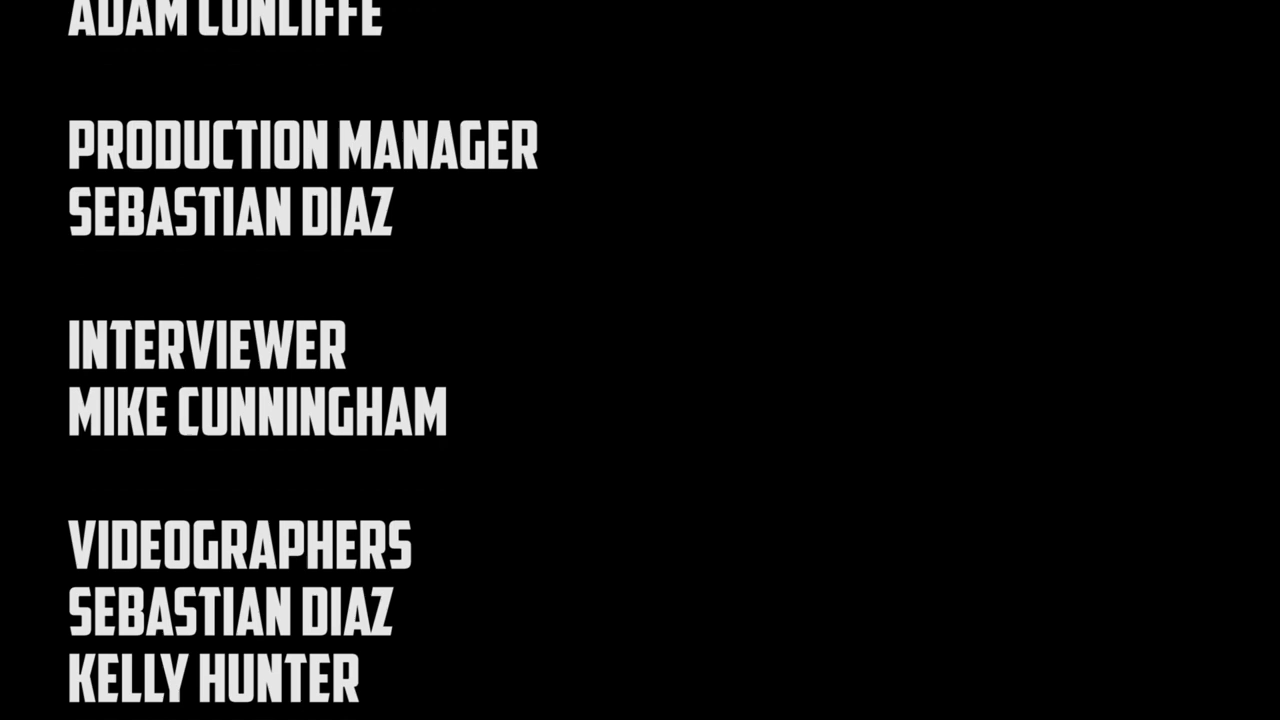 ADAM CUNLIFFE
PRODUCTION MANAGER
SEBASTIAN DIAZ
INTERVIEWER
MIKE CUNNINGHAM
VIDEOGRAPHERS
SEBASTIAN DIAZ
KELLY HUNTER